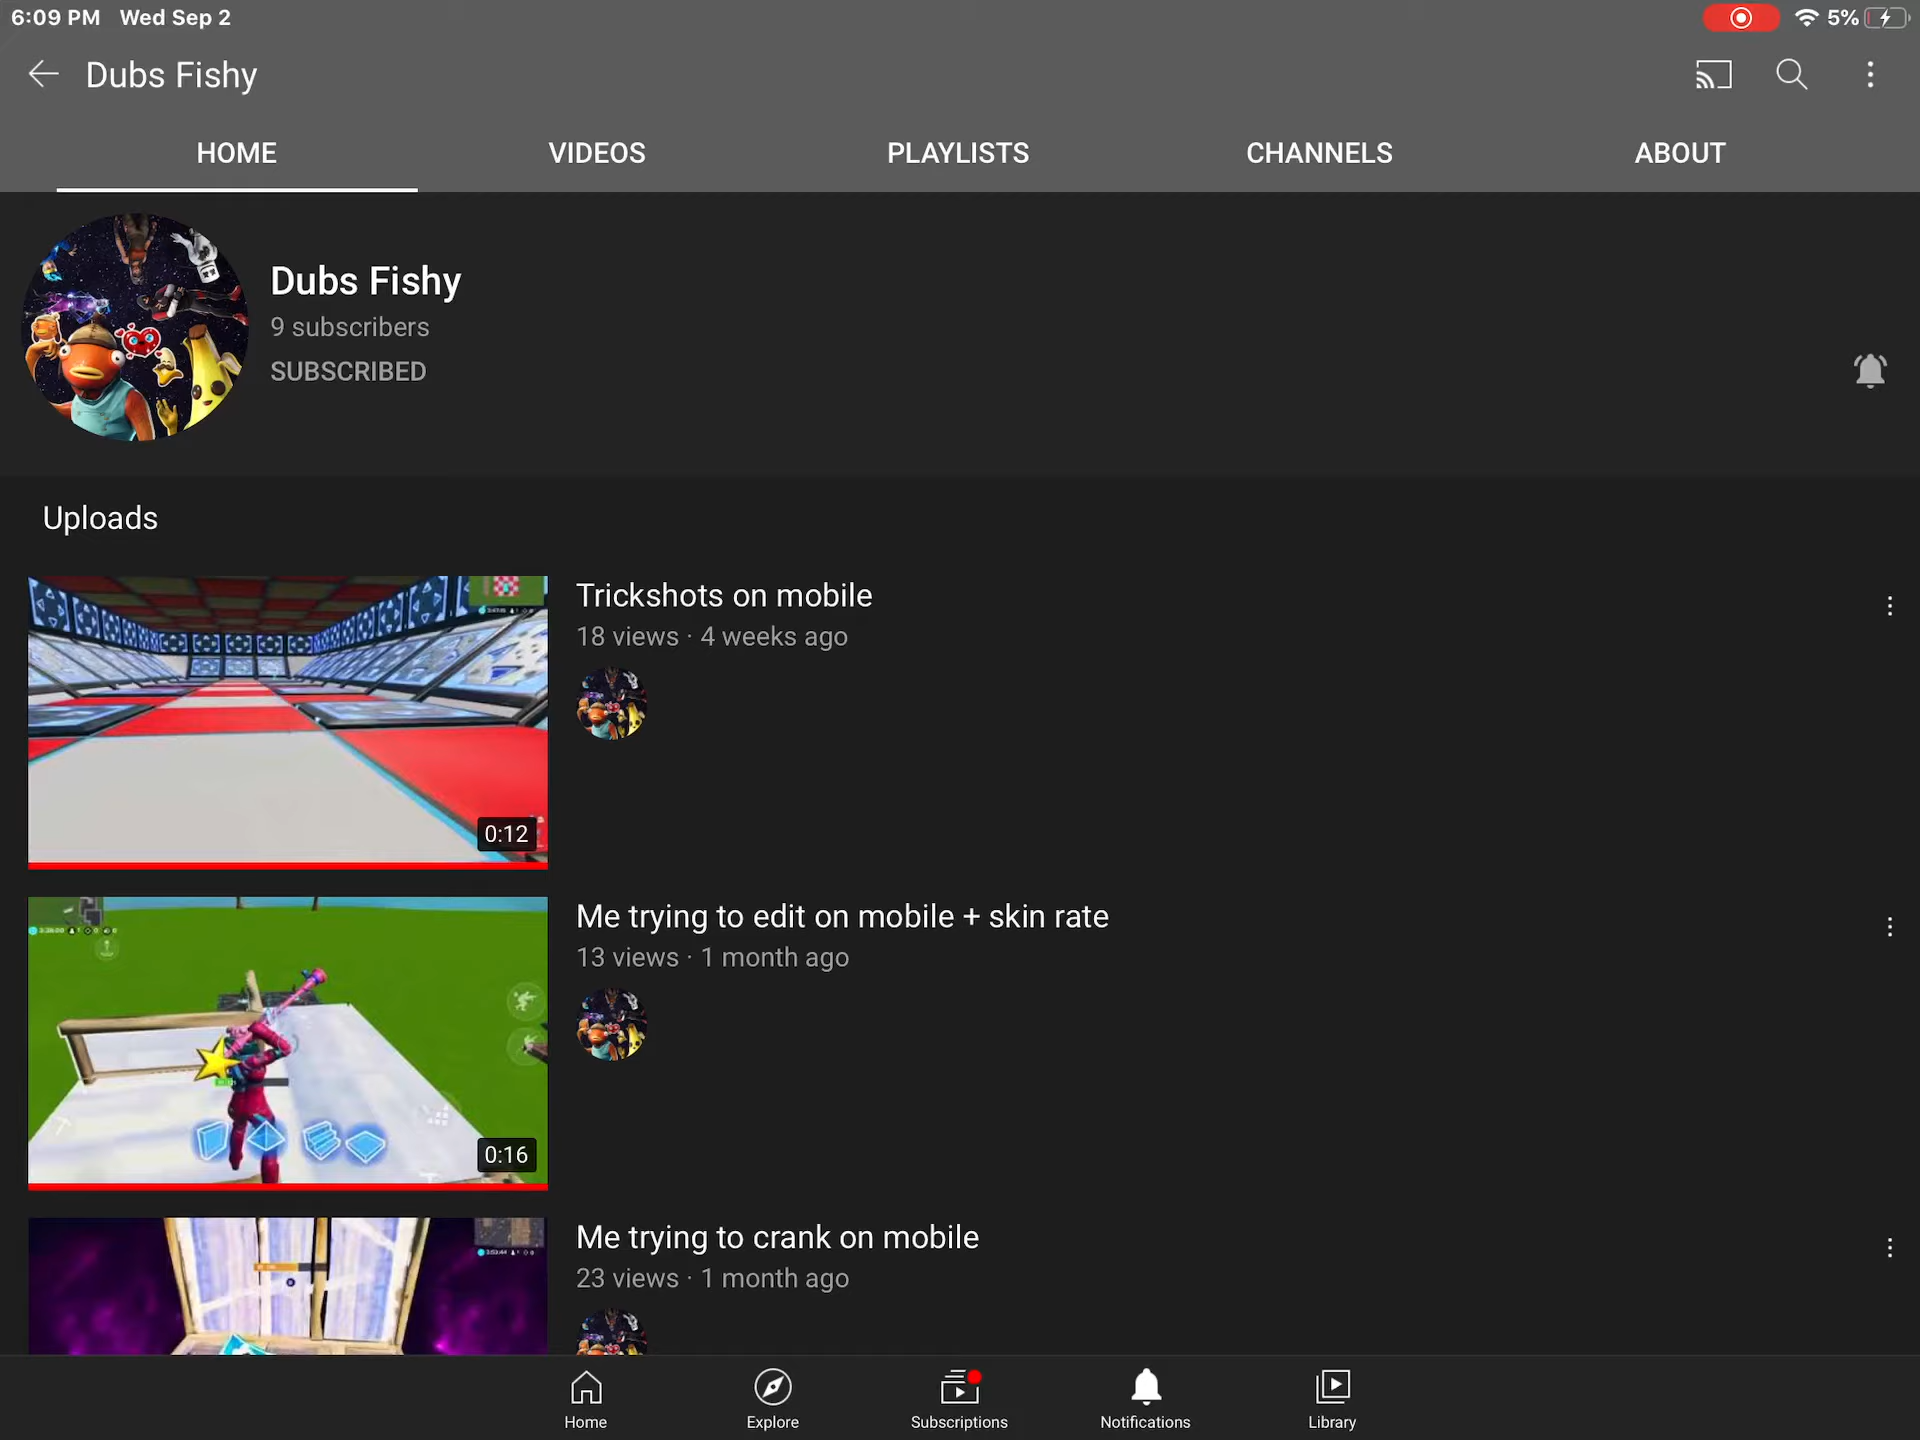 6:09 PM Wed Sep 2
5%
Dubs Fishy
HOME VIDEOS PLAYLISTS CHANNELS ABOUT
Dubs Fishy
9 subscribers
SUBSCRIBED
Uploads
Trickshots on mobile
18 views · 4 weeks ago
0:12
Me trying to edit on mobile + skin rate
13 views · 1 month ago
0:16
Me trying to crank on mobile
23 views · 1 month ago
Home Explore Subscriptions Notifications Library